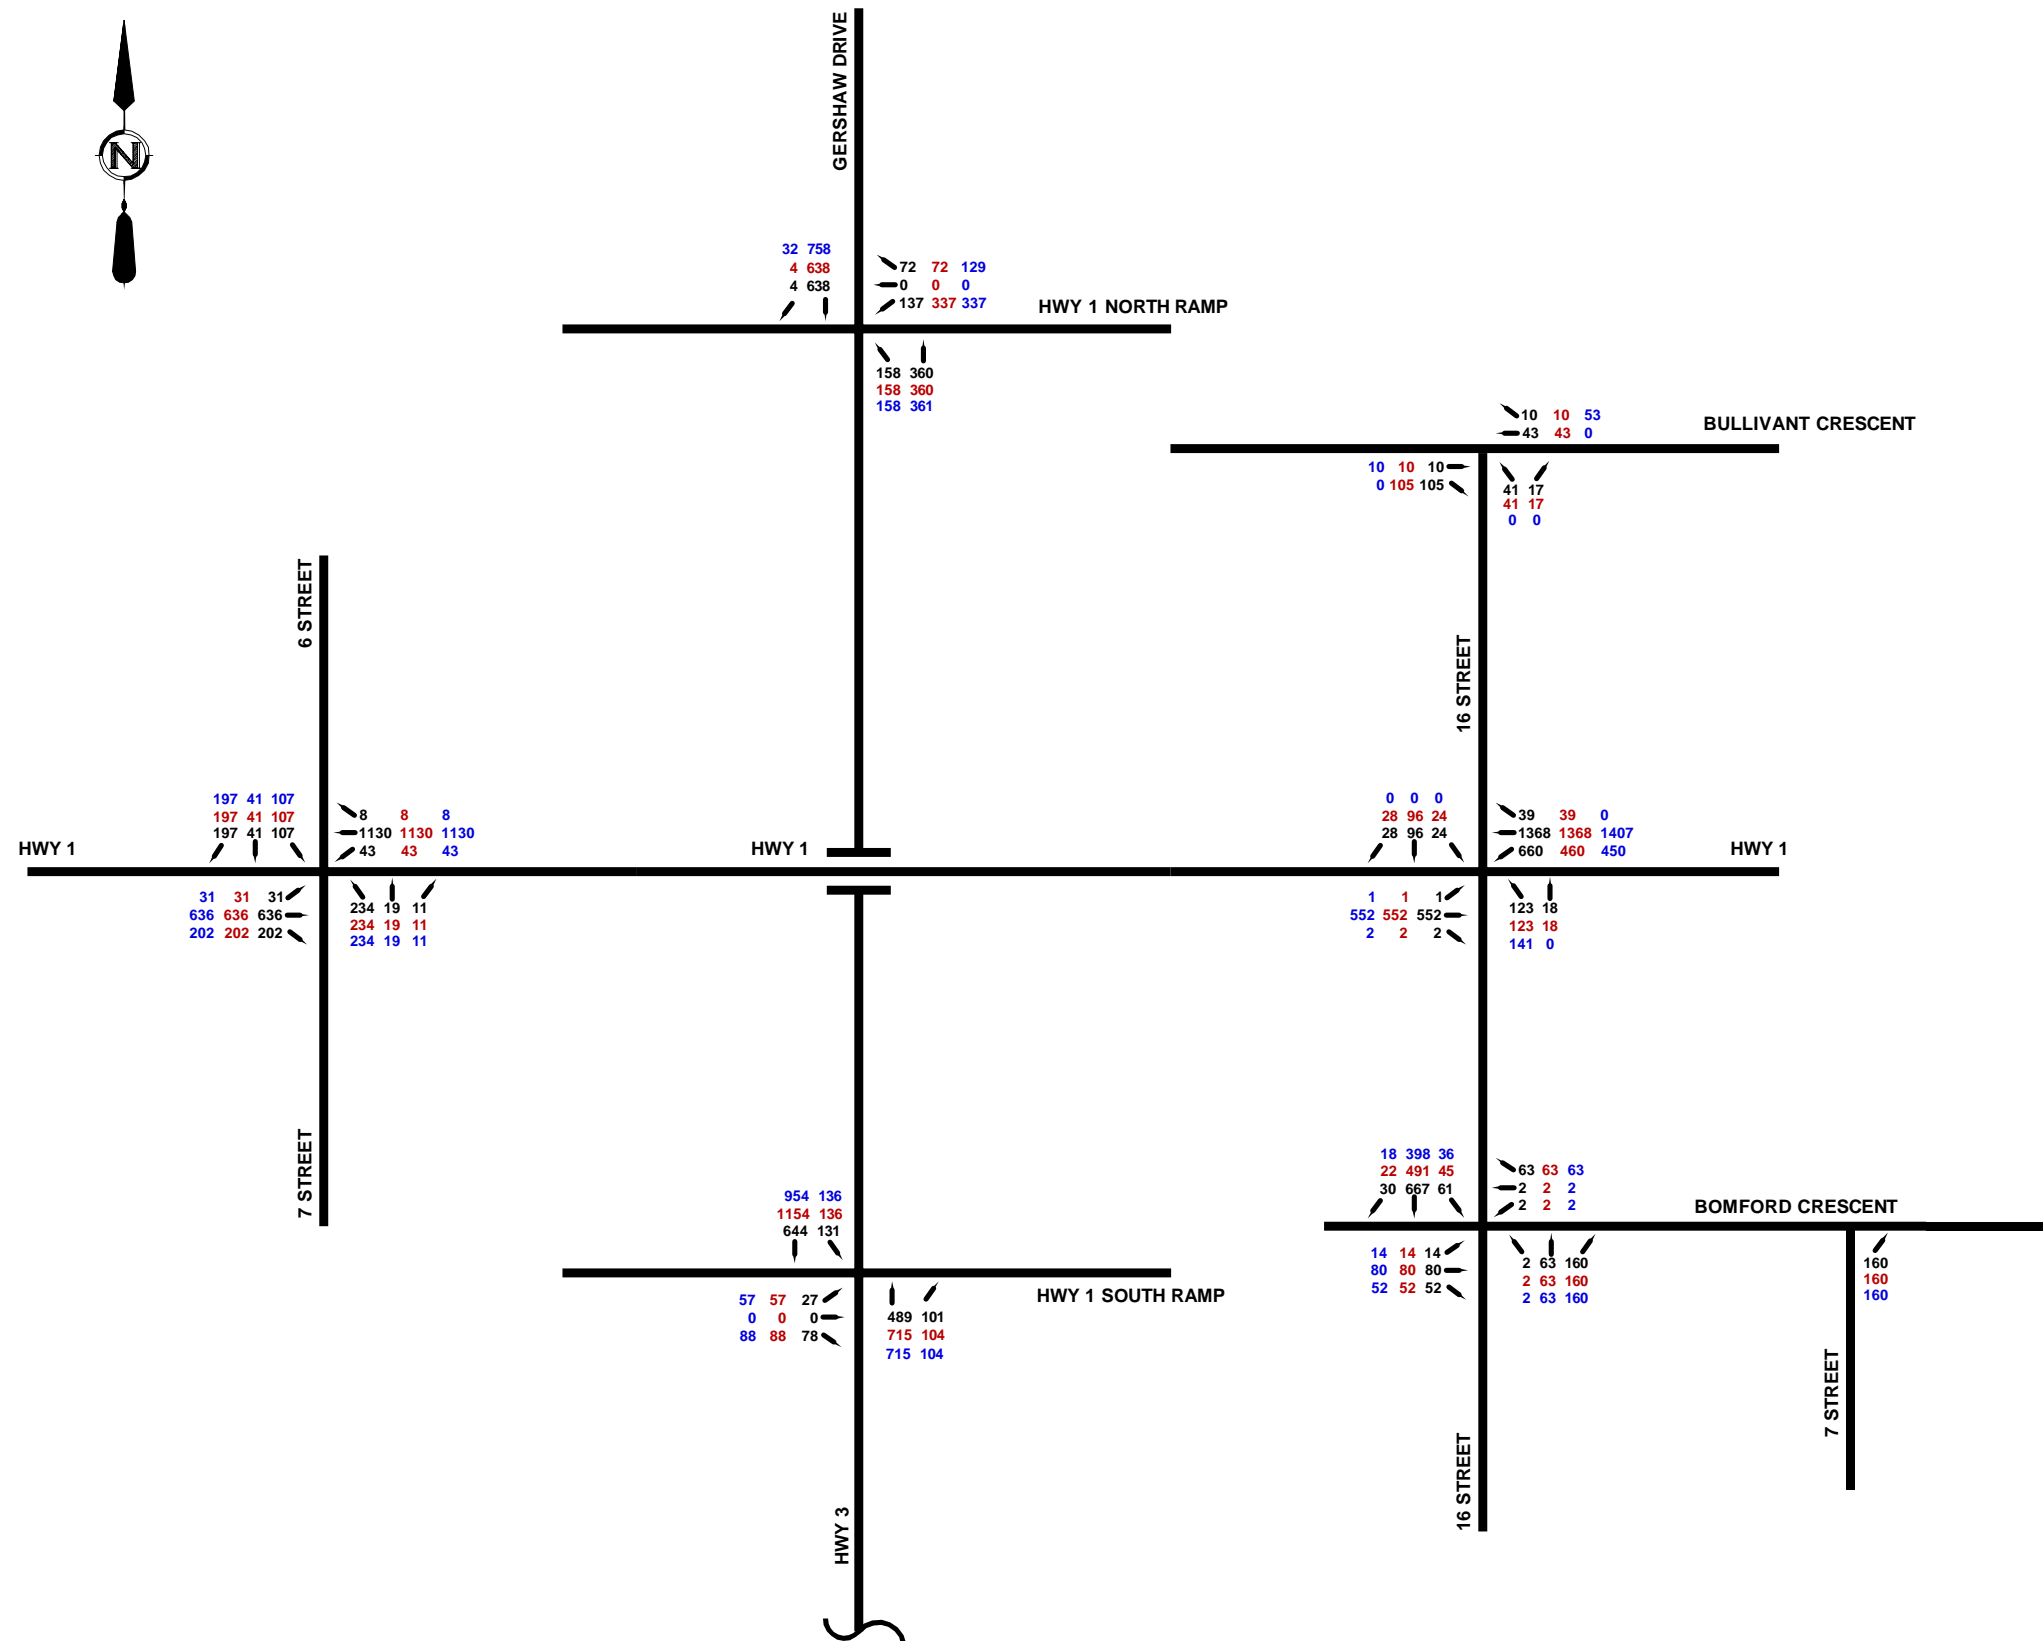 N
GERSHAW DRIVE
32 758
4 638
4 638
72 72 129
0 0 0
137 337 337
HWY 1 NORTH RAMP
158 360
158 360
158 361
10 10 53
43 43 0
BULLIVANT CRESCENT
10 10 10
0 105 105
41 17
41 17
0 0
6 STREET
16 STREET
197 41 107
197 41 107
197 41 107
8 8 8
1130 1130 1130
43 43 43
HWY 1
31 31 31
636 636 636
202 202 202
234 19 11
234 19 11
234 19 11
HWY 1
0 0 0
28 96 24
28 96 24
39 39 0
1368 1368 1407
660 460 450
HWY 1
1 1 1
552 552 552
2 2 2
123 18
123 18
141 0
7 STREET
954 136
1154 136
644 131
57 57 27
0 0 0
88 88 78
489 101
715 104
715 104
HWY 1 SOUTH RAMP
18 398 36
22 491 45
30 667 61
63 63 63
2 2 2
2 2 2
BOMFORD CRESCENT
14 14 14
80 80 80
52 52 52
2 63 160
2 63 160
2 63 160
160
160
160
7 STREET
16 STREET
HWY 3